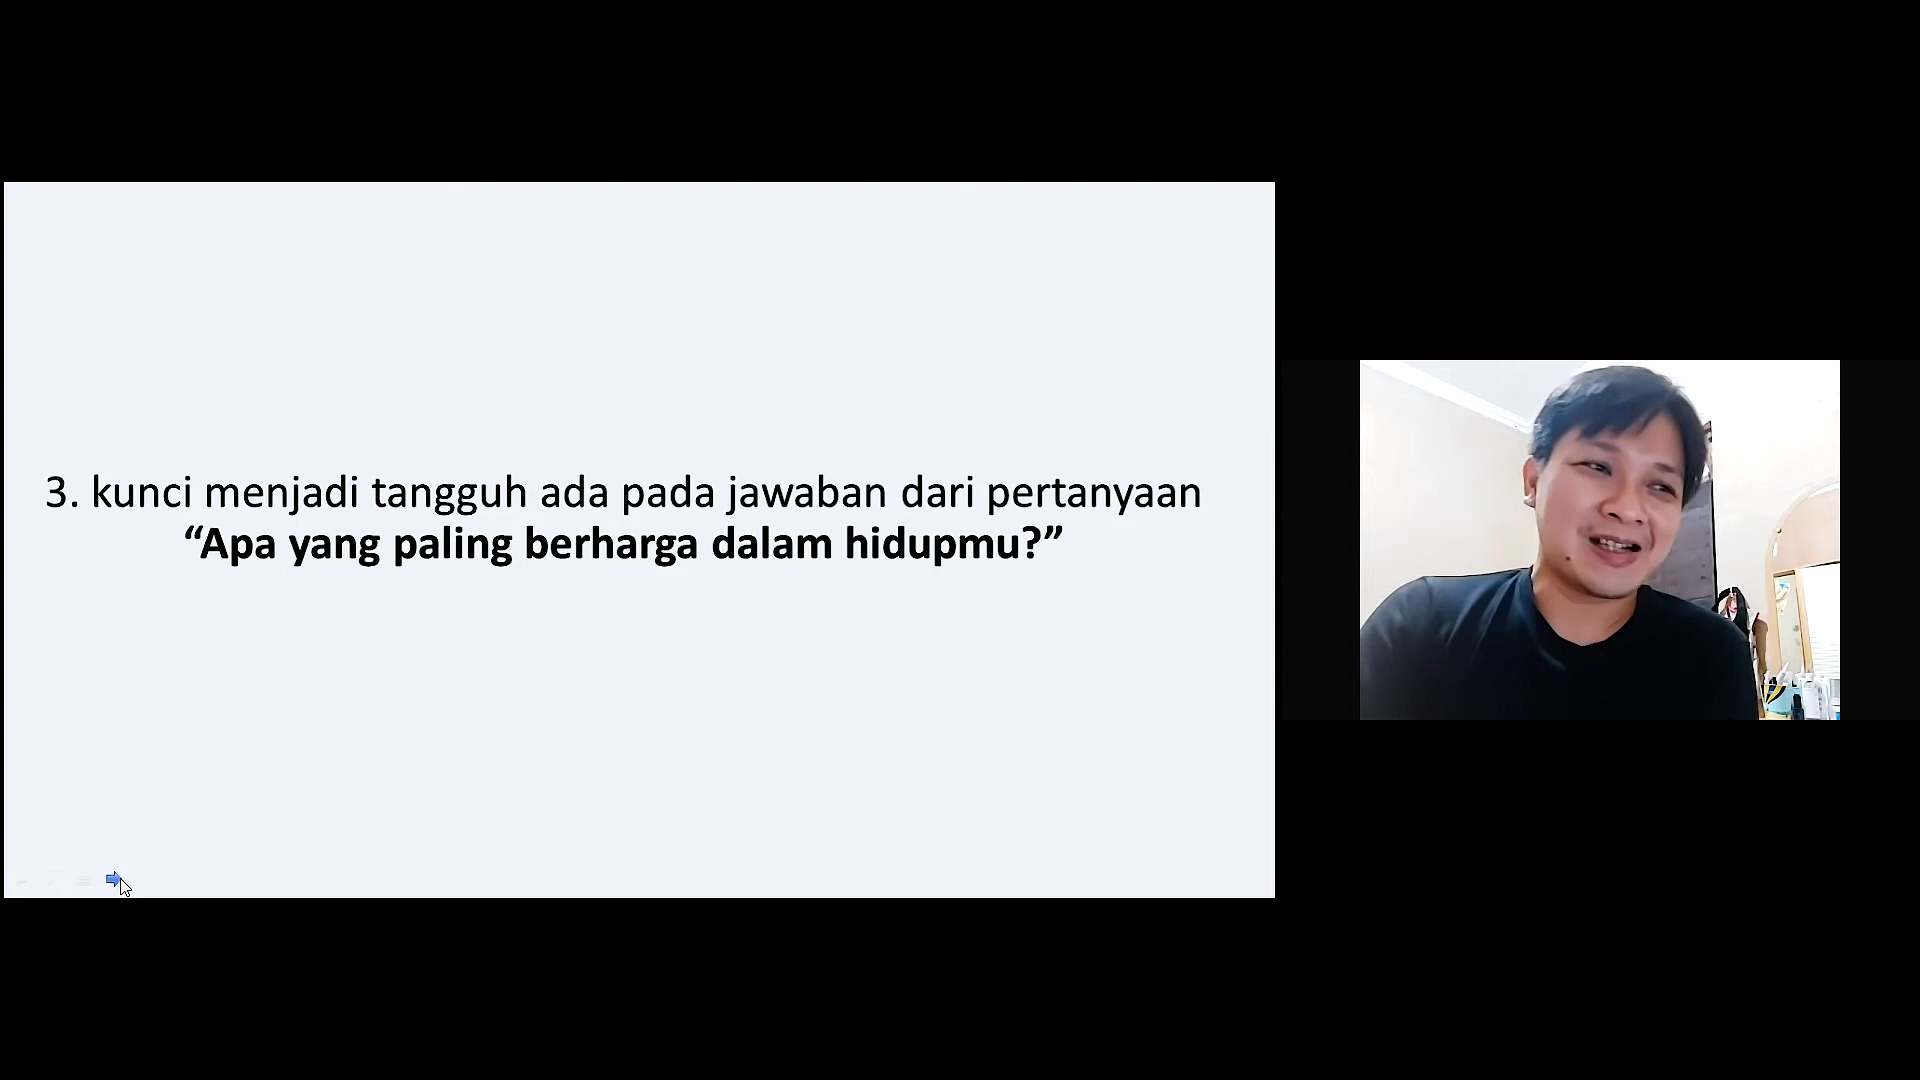 3. kunci menjadi tangguh ada pada jawaban dari pertanyaan
“Apa yang paling berharga dalam hidupmu?”